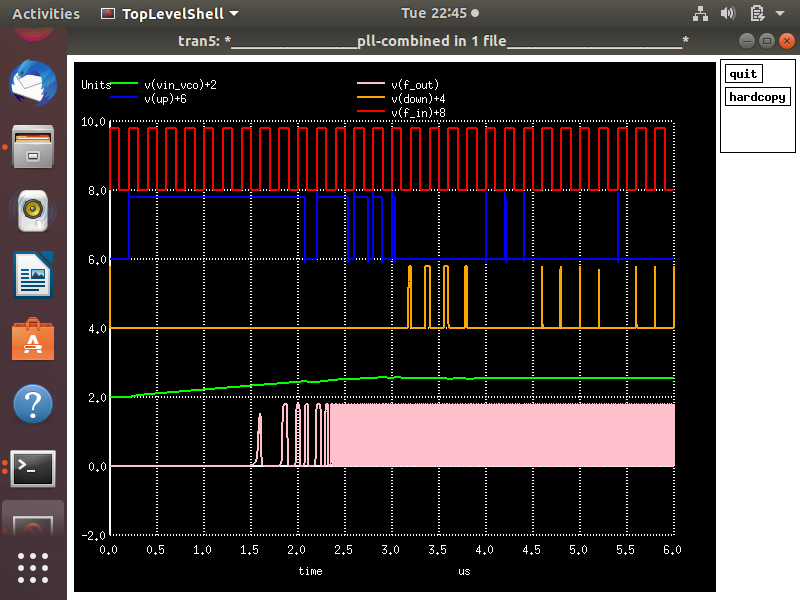 Activities TopLevelShell Tue 22:45
tran5: *_________________pll-combined in 1 file________________________*
quit
hardcopy
Units v(vin_vco)+2 v(f_out)
v(up)+6 v(down)+4
v(f_in)+8
10.0
8.0
6.0
4.0
2.0
0.0
-2.0
0.0 0.5 1.0 1.5 2.0 2.5 3.0 3.5 4.0 4.5 5.0 5.5 6.0
time us